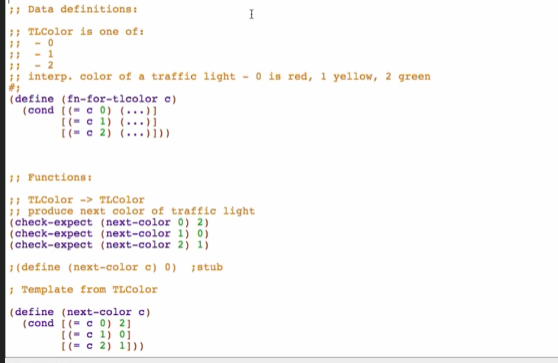 ;; Data definitions:
;; TLColor is one of:
;;  - 0
;;  - 1
;;  - 2
;; interp. color of a traffic light - 0 is red, 1 yellow, 2 green
#;
(define (fn-for-tlcolor c)
  (cond [(= c 0) (...)]
        [(= c 1) (...)]
        [(= c 2) (...)]))
;; Functions:
;; TLColor -> TLColor
;; produce next color of traffic light
(check-expect (next-color 0) 2)
(check-expect (next-color 1) 0)
(check-expect (next-color 2) 1)
;(define (next-color c) 0)  ;stub
; Template from TLColor
(define (next-color c)
  (cond [(= c 0) 2]
        [(= c 1) 0]
        [(= c 2) 1]))